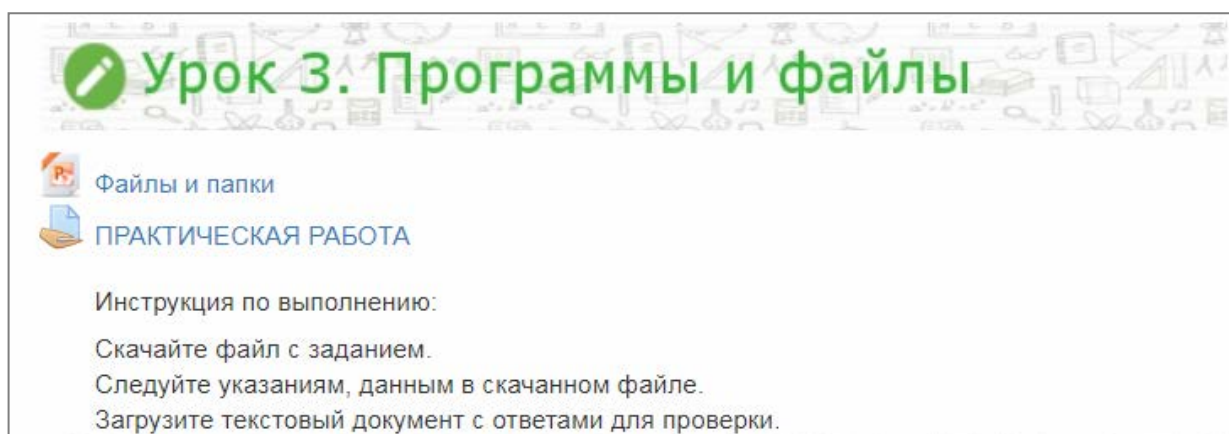 Урок 3. Программы и файлы
Файлы и папки
ПРАКТИЧЕСКАЯ РАБОТА
Инструкция по выполнению:
Скачайте файл с заданием.
Следуйте указаниям, данным в скачанном файле.
Загрузите текстовый документ с ответами для проверки.